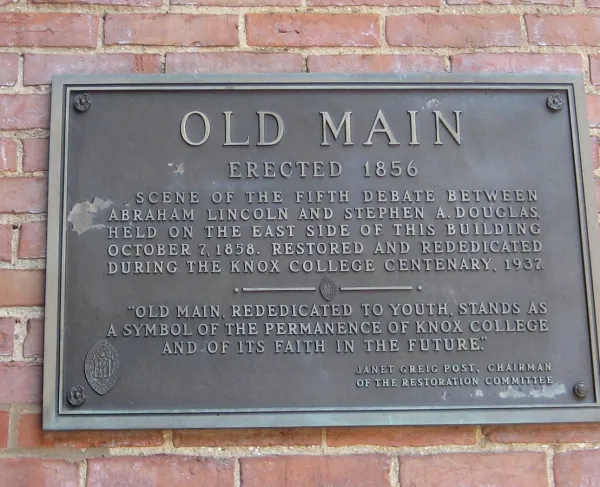 OLD MAIN
ERECTED 1856
SCENE OF THE FIFTH DEBATE BETWEEN
ABRAHAM LINCOLN AND STEPHEN A. DOUGLAS,
HELD ON THE EAST SIDE OF THIS BUILDING
OCTOBER 7, 1858. RESTORED AND REDEDICATED
DURING THE KNOX COLLEGE CENTENARY, 1937.
"OLD MAIN, REDEDICATED TO YOUTH, STANDS AS
A SYMBOL OF THE PERMANENCE OF KNOX COLLEGE
AND OF ITS FAITH IN THE FUTURE."
JANET GREIG POST, CHAIRMAN
OF THE RESTORATION COMMITTEE